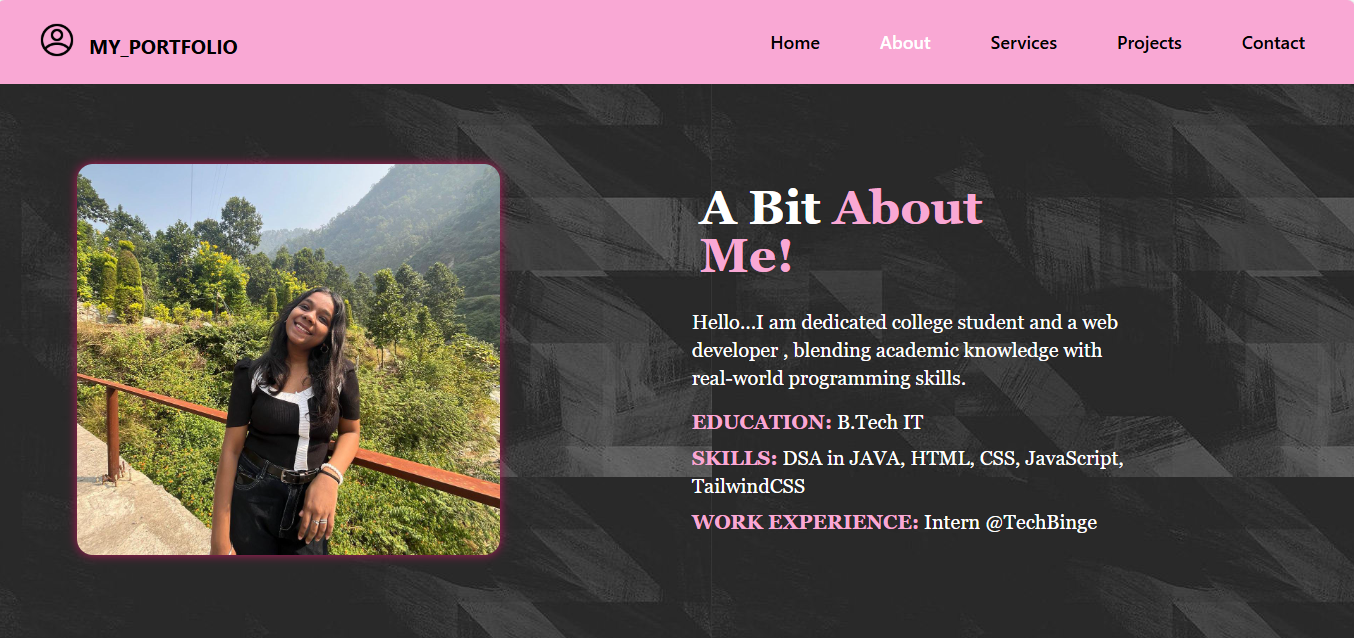 MY_PORTFOLIO
Home About Services Projects Contact
A Bit About
Me!
Hello...I am dedicated college student and a web
developer , blending academic knowledge with
real-world programming skills.
EDUCATION: B.Tech IT
SKILLS: DSA in JAVA, HTML, CSS, JavaScript,
TailwindCSS
WORK EXPERIENCE: Intern @TechBinge